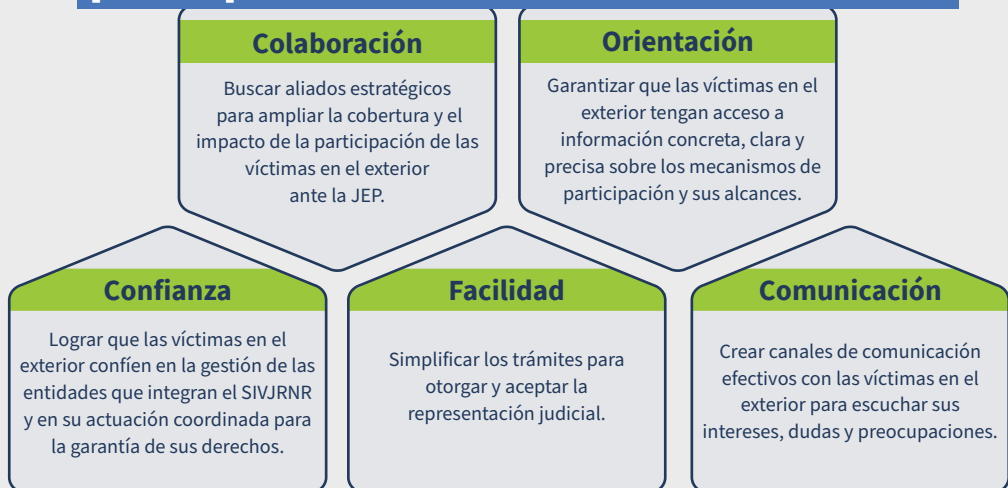 Colaboración
Buscar aliados estratégicos
para ampliar la cobertura y el
impacto de la participación de las
víctimas en el exterior
ante la JEP.
Orientación
Garantizar que las víctimas en el
exterior tengan acceso a
información concreta, clara y
precisa sobre los mecanismos de
participación y sus alcances.
Confianza
Lograr que las víctimas en el
exterior confíen en la gestión de las
entidades que integran el SIVJRNR
y en su actuación coordinada para
la garantía de sus derechos.
Facilidad
Simplificar los trámites para
otorgar y aceptar la
representación judicial.
Comunicación
Crear canales de comunicación
efectivos con las víctimas en el
exterior para escuchar sus
intereses, dudas y preocupaciones.